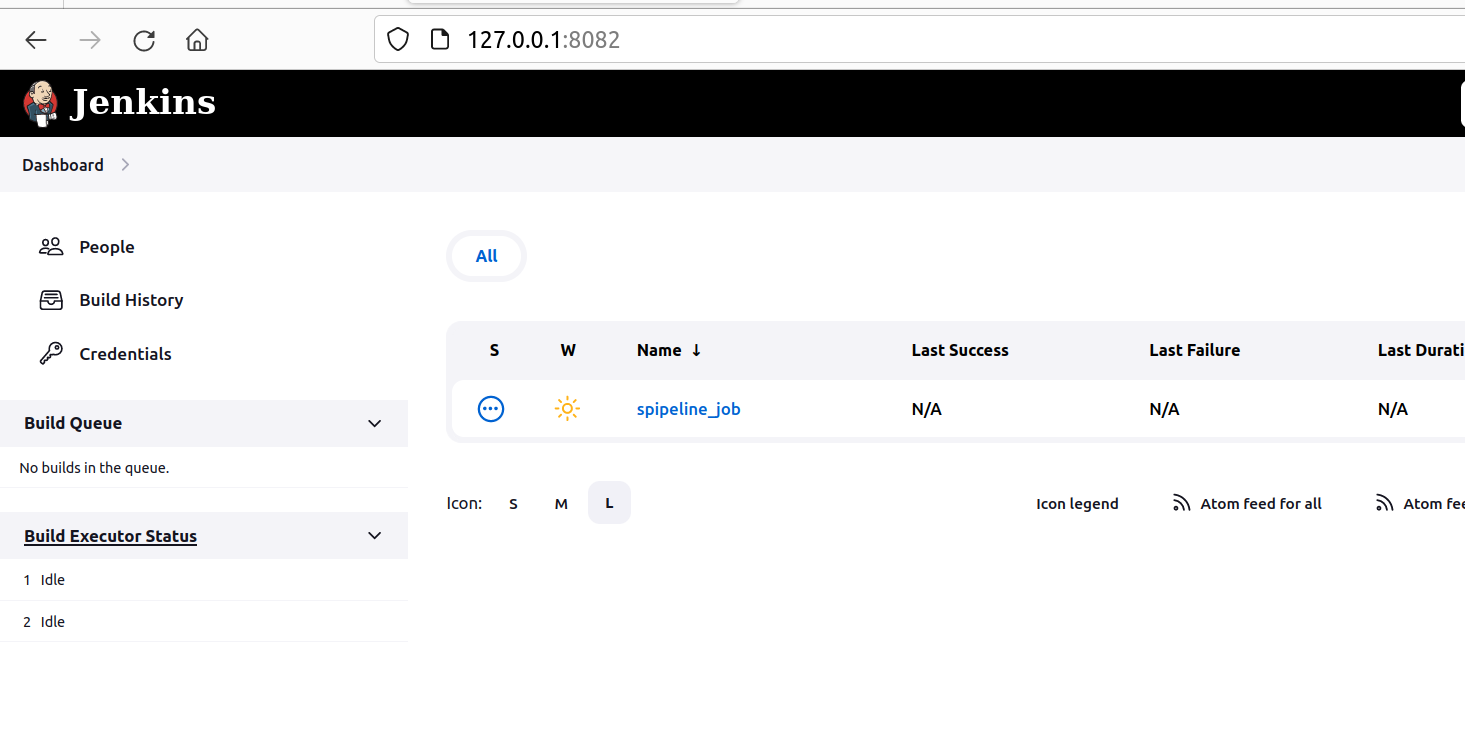 127.0.0.1:8082
Jenkins
Dashboard
People
Build History
Credentials
Build Queue
No builds in the queue.
Build Executor Status
1 Idle
2 Idle
All
S W Name ↓ Last Success Last Failure Last Durati
spipeline_job N/A N/A N/A
Icon: S M L Icon legend Atom feed for all Atom fee